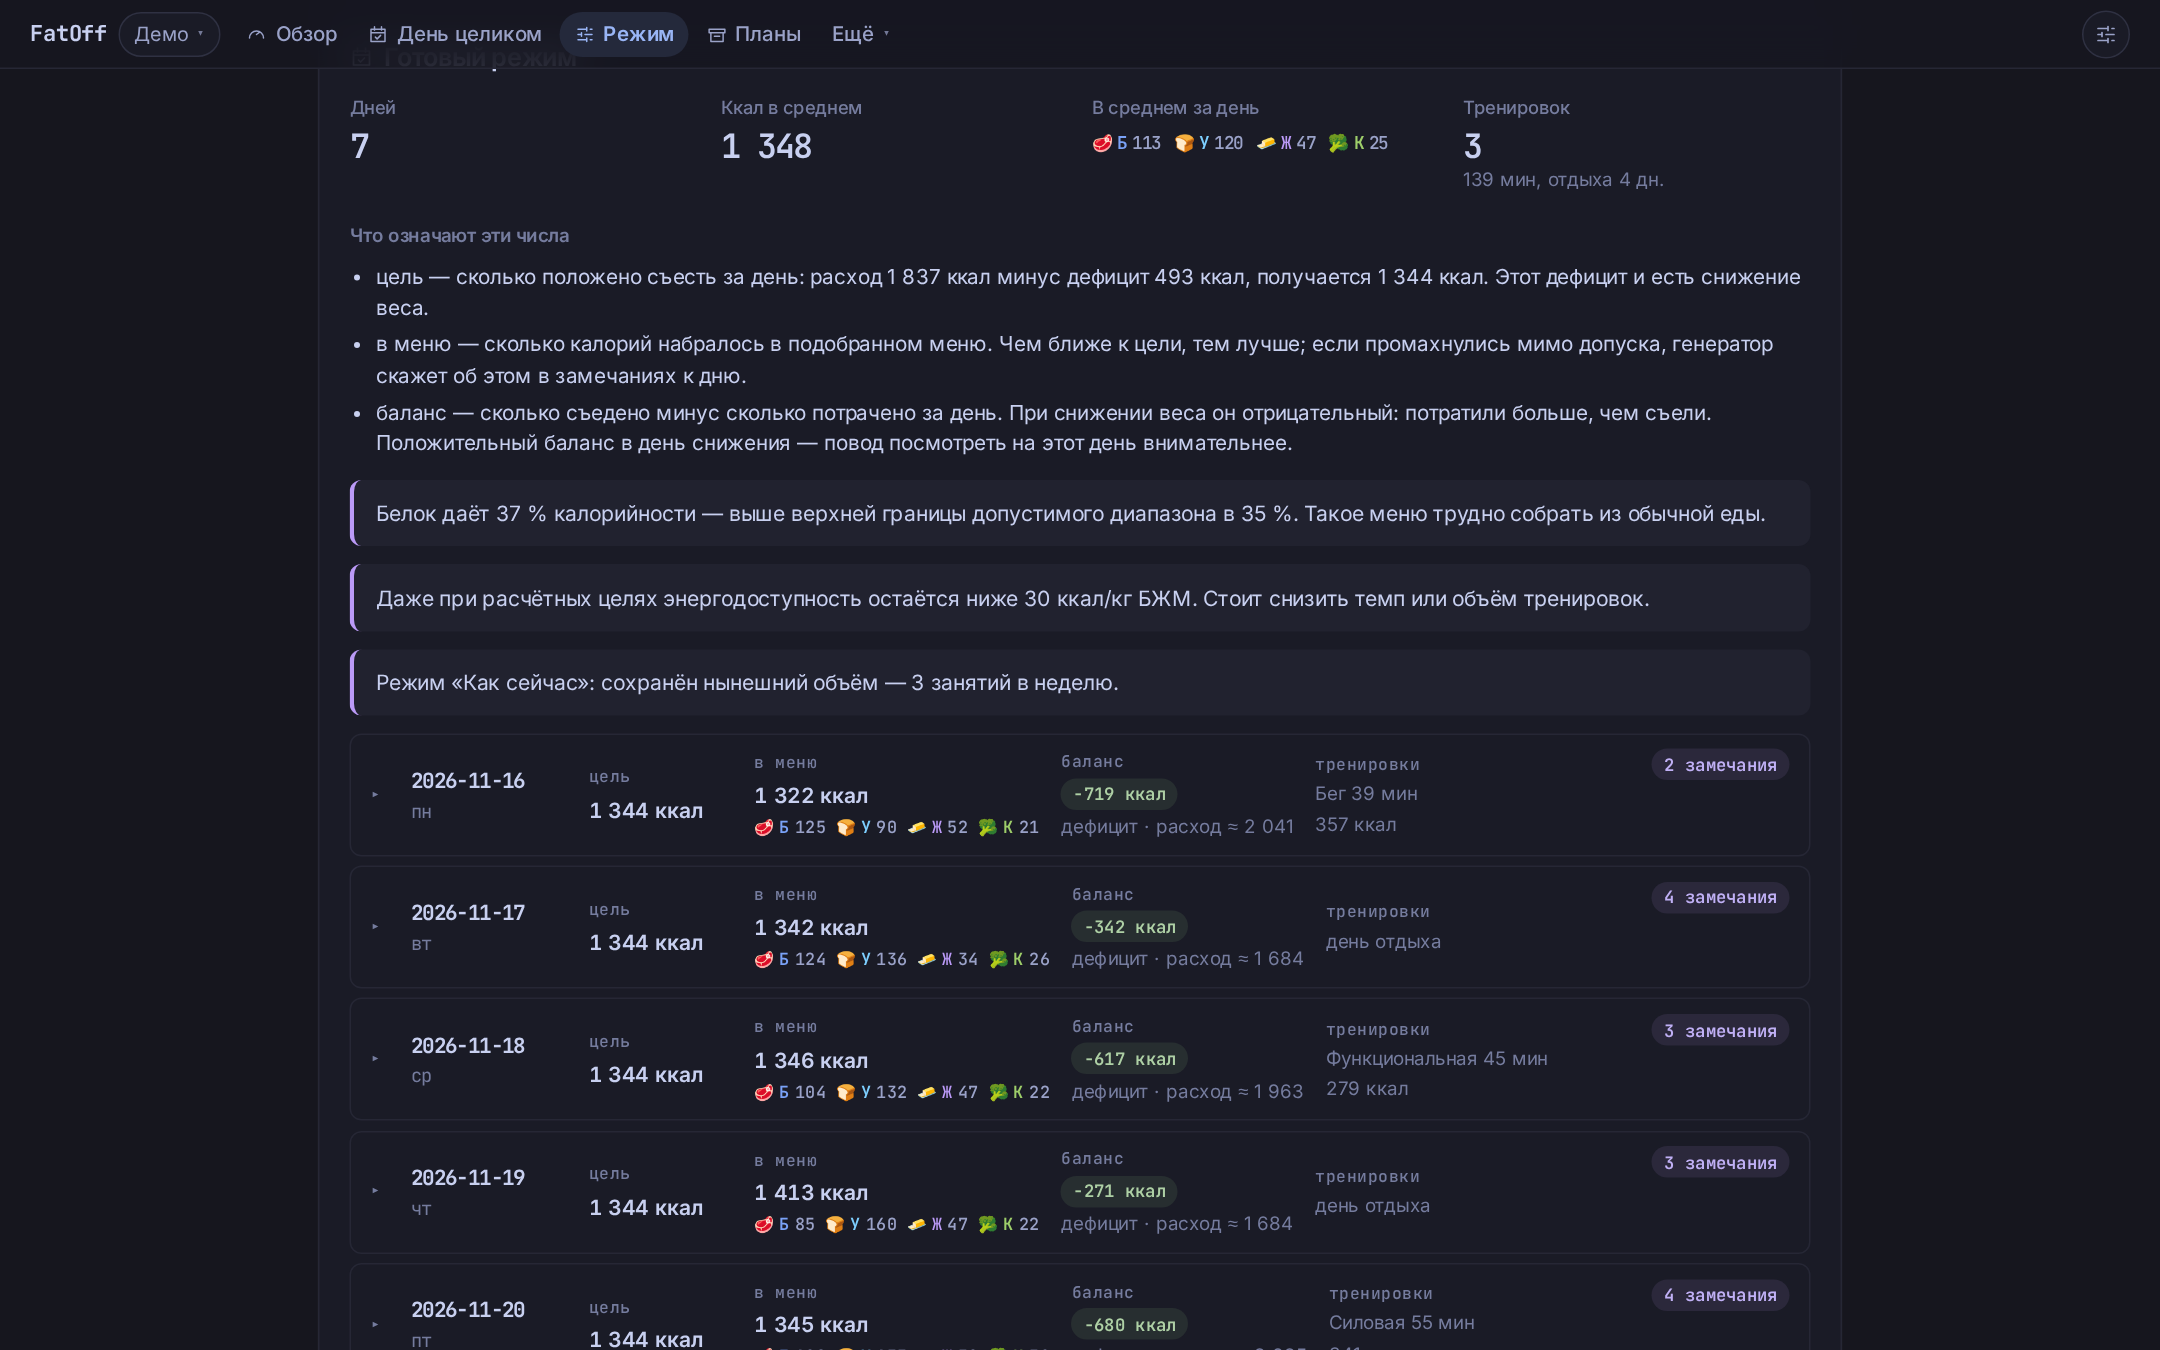 FatOff Демо Обзор День целиком Режим Планы Ещё
Готовый режим
Дней Ккал в среднем В среднем за день Тренировок
7 1 348 Б 113 У 120 Ж 47 К 25 3
139 мин, отдыха 4 дн.
Что означают эти числа
• цель — сколько положено съесть за день: расход 1 837 ккал минус дефицит 493 ккал, получается 1 344 ккал. Этот дефицит и есть снижение
веса.
• в меню — сколько калорий набралось в подобранном меню. Чем ближе к цели, тем лучше; если промахнулись мимо допуска, генератор
скажет об этом в замечаниях к дню.
• баланс — сколько съедено минус сколько потрачено за день. При снижении веса он отрицательный: потратили больше, чем съели.
Положительный баланс в день снижения — повод посмотреть на этот день внимательнее.
Белок даёт 37 % калорийности — выше верхней границы допустимого диапазона в 35 %. Такое меню трудно собрать из обычной еды.
Даже при расчётных целях энергодоступность остаётся ниже 30 ккал/кг БЖМ. Стоит снизить темп или объём тренировок.
Режим «Как сейчас»: сохранён нынешний объём — 3 занятий в неделю.
2026-11-16
пн
цель
1 344 ккал
в меню
1 322 ккал
Б 125 У 90 Ж 52 К 21
баланс
-719 ккал
дефицит · расход ≈ 2 041
тренировки
Бег 39 мин
357 ккал
2 замечания
2026-11-17
вт
цель
1 344 ккал
в меню
1 342 ккал
Б 124 У 136 Ж 34 К 26
баланс
-342 ккал
дефицит · расход ≈ 1 684
тренировки
день отдыха
4 замечания
2026-11-18
ср
цель
1 344 ккал
в меню
1 346 ккал
Б 104 У 132 Ж 47 К 22
баланс
-617 ккал
дефицит · расход ≈ 1 963
тренировки
Функциональная 45 мин
279 ккал
3 замечания
2026-11-19
чт
цель
1 344 ккал
в меню
1 413 ккал
Б 85 У 160 Ж 47 К 22
баланс
-271 ккал
дефицит · расход ≈ 1 684
тренировки
день отдыха
3 замечания
2026-11-20
пт
цель
1 344 ккал
в меню
1 345 ккал
баланс
-680 ккал
тренировки
Силовая 55 мин
4 замечания